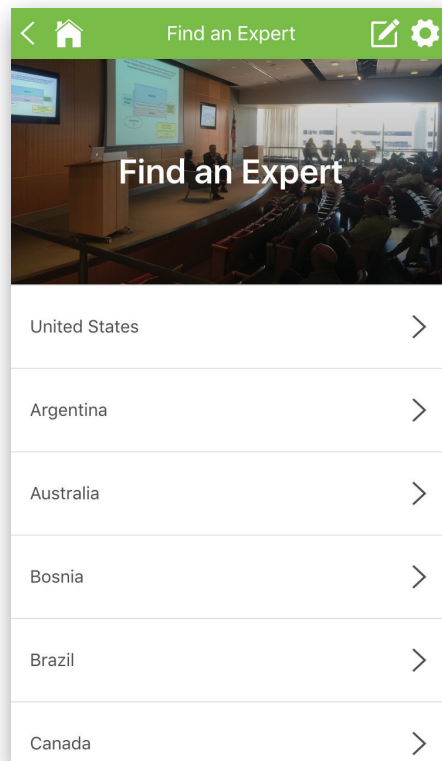 Find an Expert
Find an Expert
United States
Argentina
Australia
Bosnia
Brazil
Canada